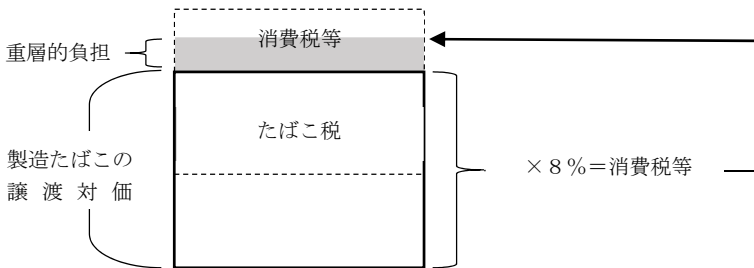 消費税等
重層的負担
たばこ税
製造たばこの
譲渡対価
×８％＝消費税等